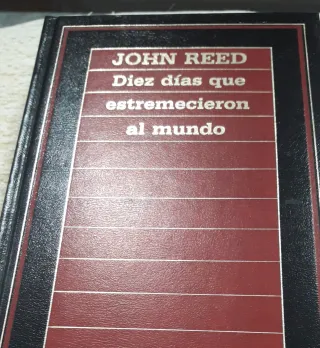 JOHN REED
Diez días que
estremecieron
al mundo